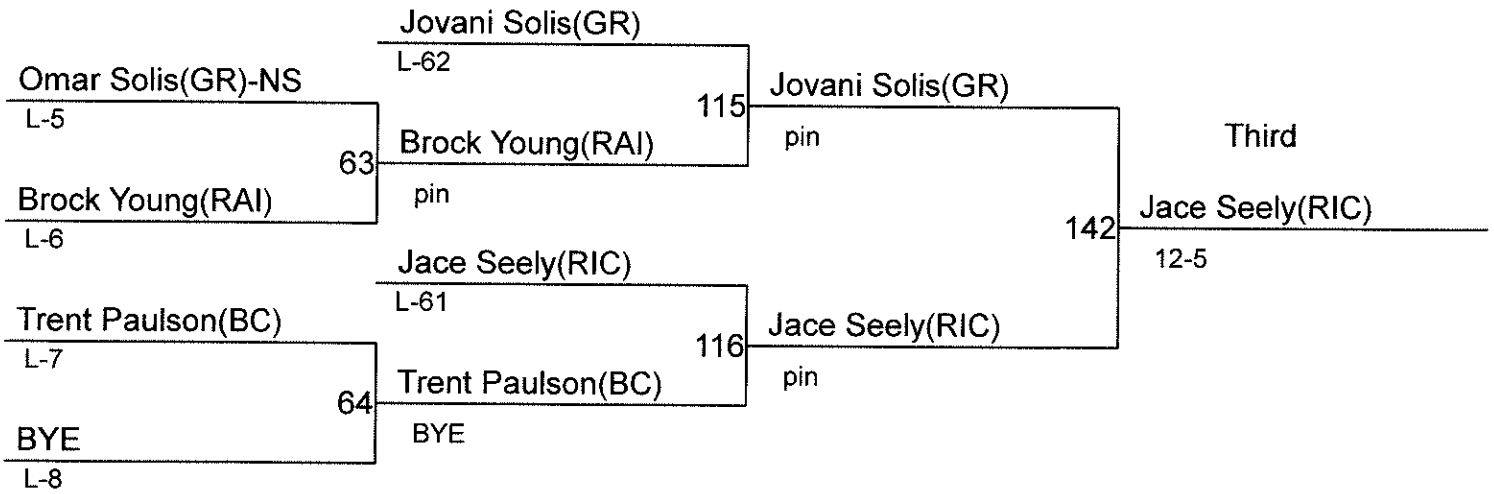 Jovani Solis(GR)
L-62
Omar Solis(GR)-NS
L-5
115
Jovani Solis(GR)
pin
Third
63
Brock Young(RAI)
pin
Brock Young(RAI)
L-6
142
Jace Seely(RIC)
12-5
Jace Seely(RIC)
L-61
Trent Paulson(BC)
L-7
116
Jace Seely(RIC)
pin
64
Trent Paulson(BC)
BYE
BYE
L-8